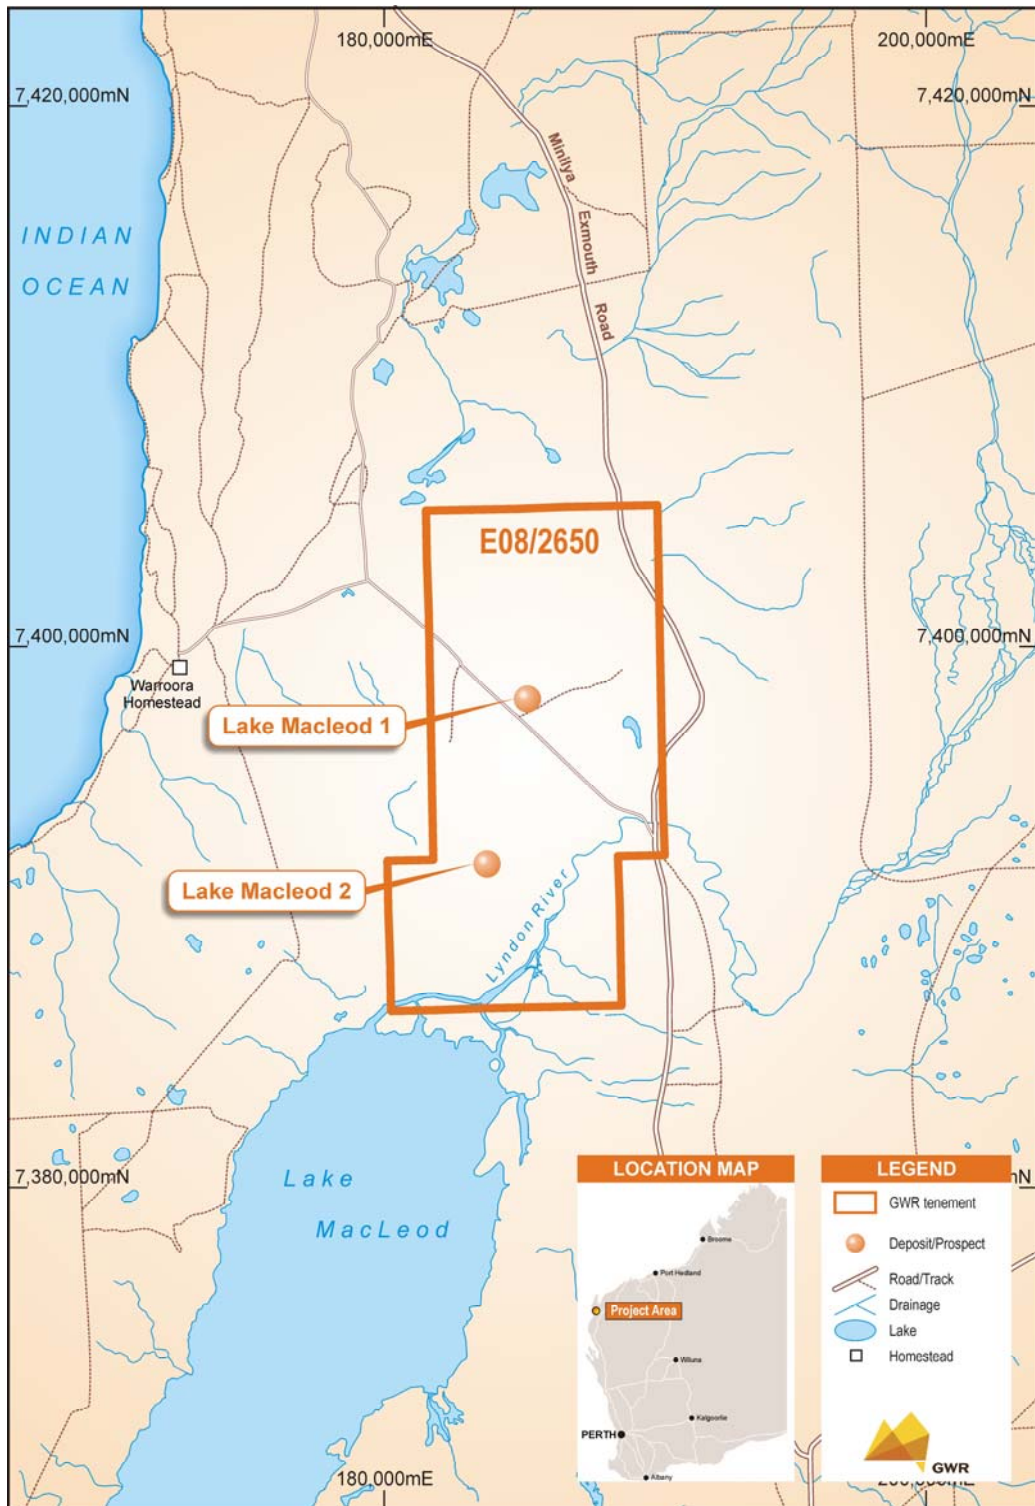 180,000mE
200,000mE
7,420,000mN
7,420,000mN
Minilya
Exmouth
Road
INDIAN
OCEAN
E08/2650
7,400,000mN
7,400,000mN
Warroora
Homestead
Lake Macleod 1
Lake Macleod 2
Lyndon River
7,380,000mN
Lake
MacLeod
LOCATION MAP
Broome
Port Hedland
Project Area
Wiluna
Kalgoorlie
PERTH
Albany
LEGEND
GWR tenement
Deposit/Prospect
Road/Track
Drainage
Lake
Homestead
GWR
180,000mE